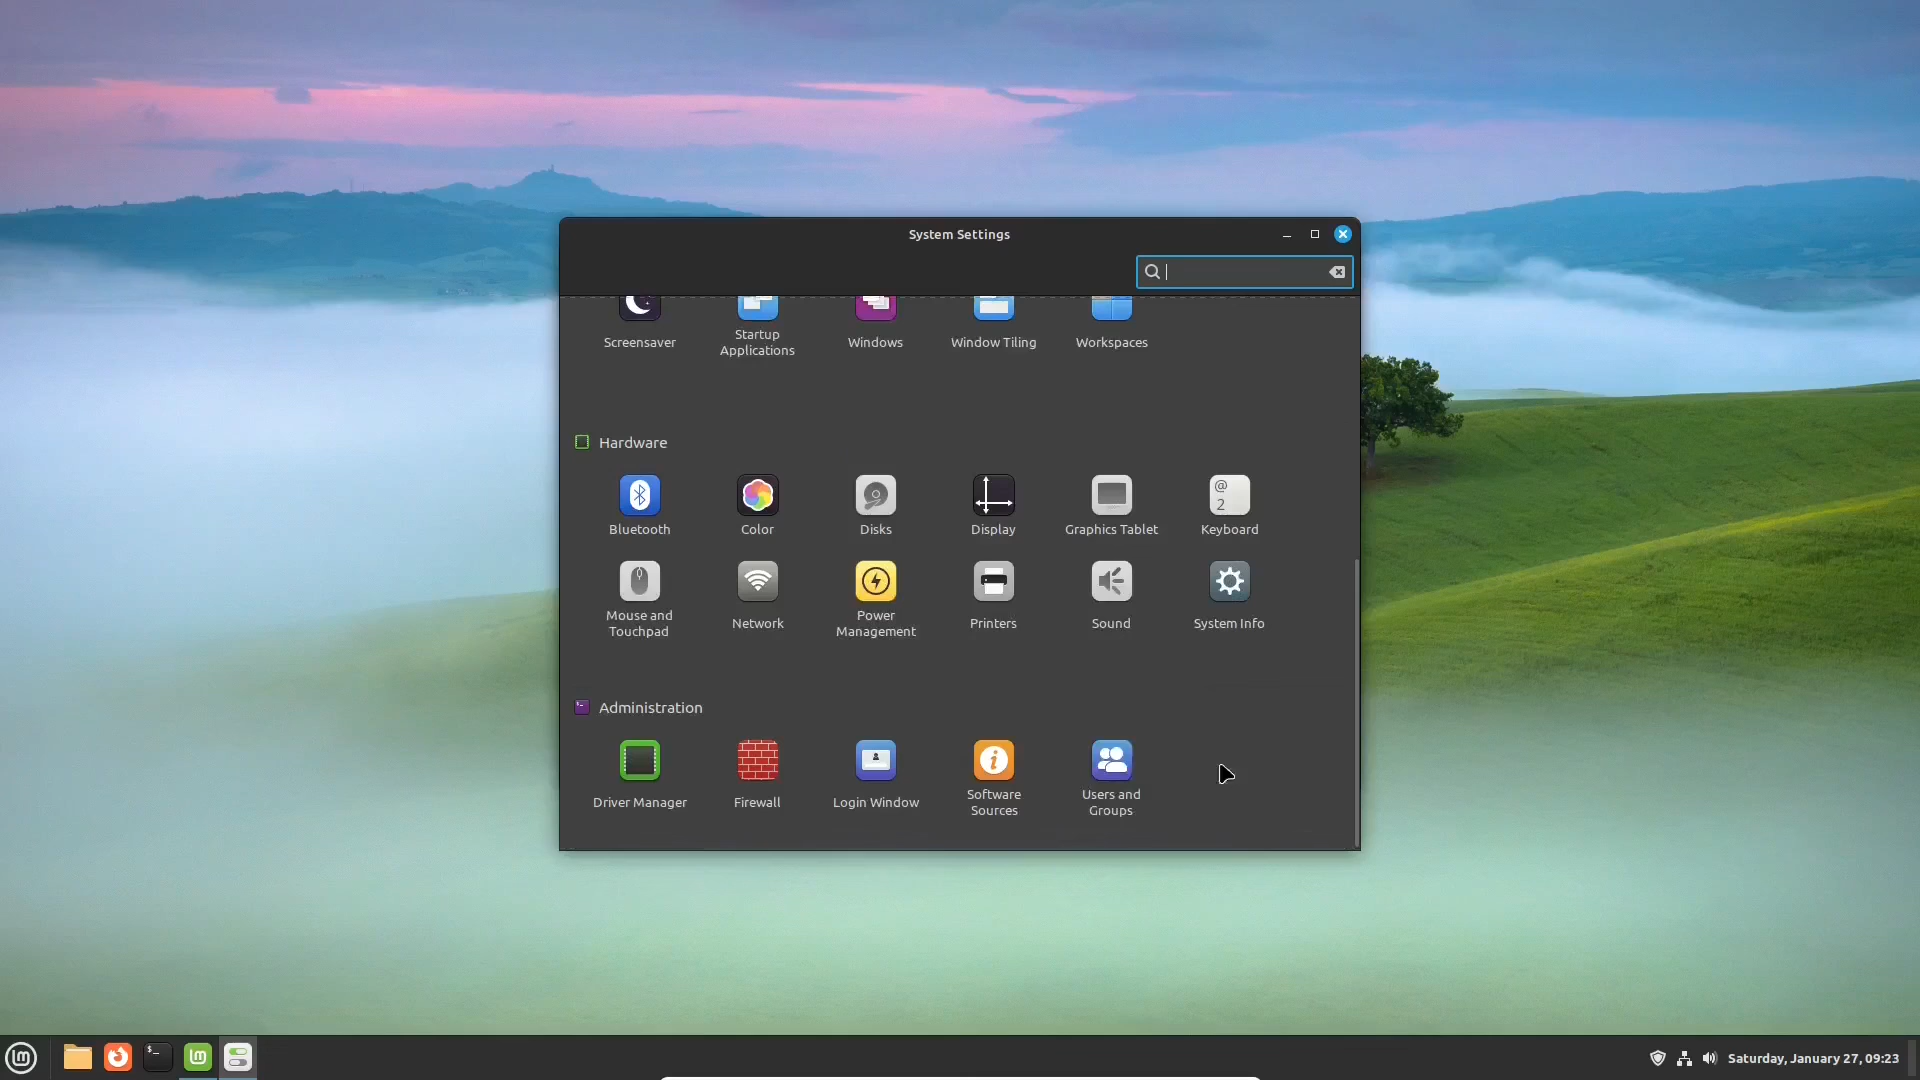 System Settings
Screensaver
Startup
Applications
Windows
Window Tiling
Workspaces
Hardware
Bluetooth
Color
Disks
Display
Graphics Tablet
@
2
Keyboard
Mouse and
Touchpad
Network
Power
Management
Printers
Sound
System Info
Administration
Driver Manager
Firewall
Login Window
Software
Sources
Users and
Groups
$_
Saturday, January 27, 09:23